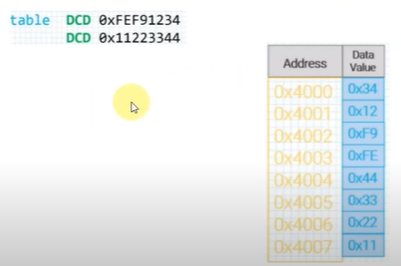 table DCD 0xFEF91234
DCD 0x11223344
Address Data Value
0x4000 0x34
0x4001 0x12
0x4002 0xF9
0x4003 0xFE
0x4004 0x44
0x4005 0x33
0x4006 0x22
0x4007 0x11